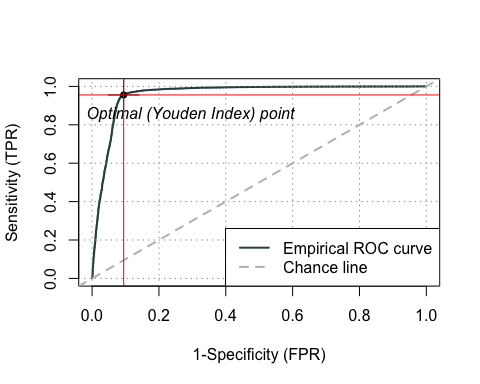 1.0
0.8
0.6
0.4
0.2
0.0
Sensitivity (TPR)
Optimal (Youden Index) point
Empirical ROC curve
Chance line
0.0 0.2 0.4 0.6 0.8 1.0
1-Specificity (FPR)